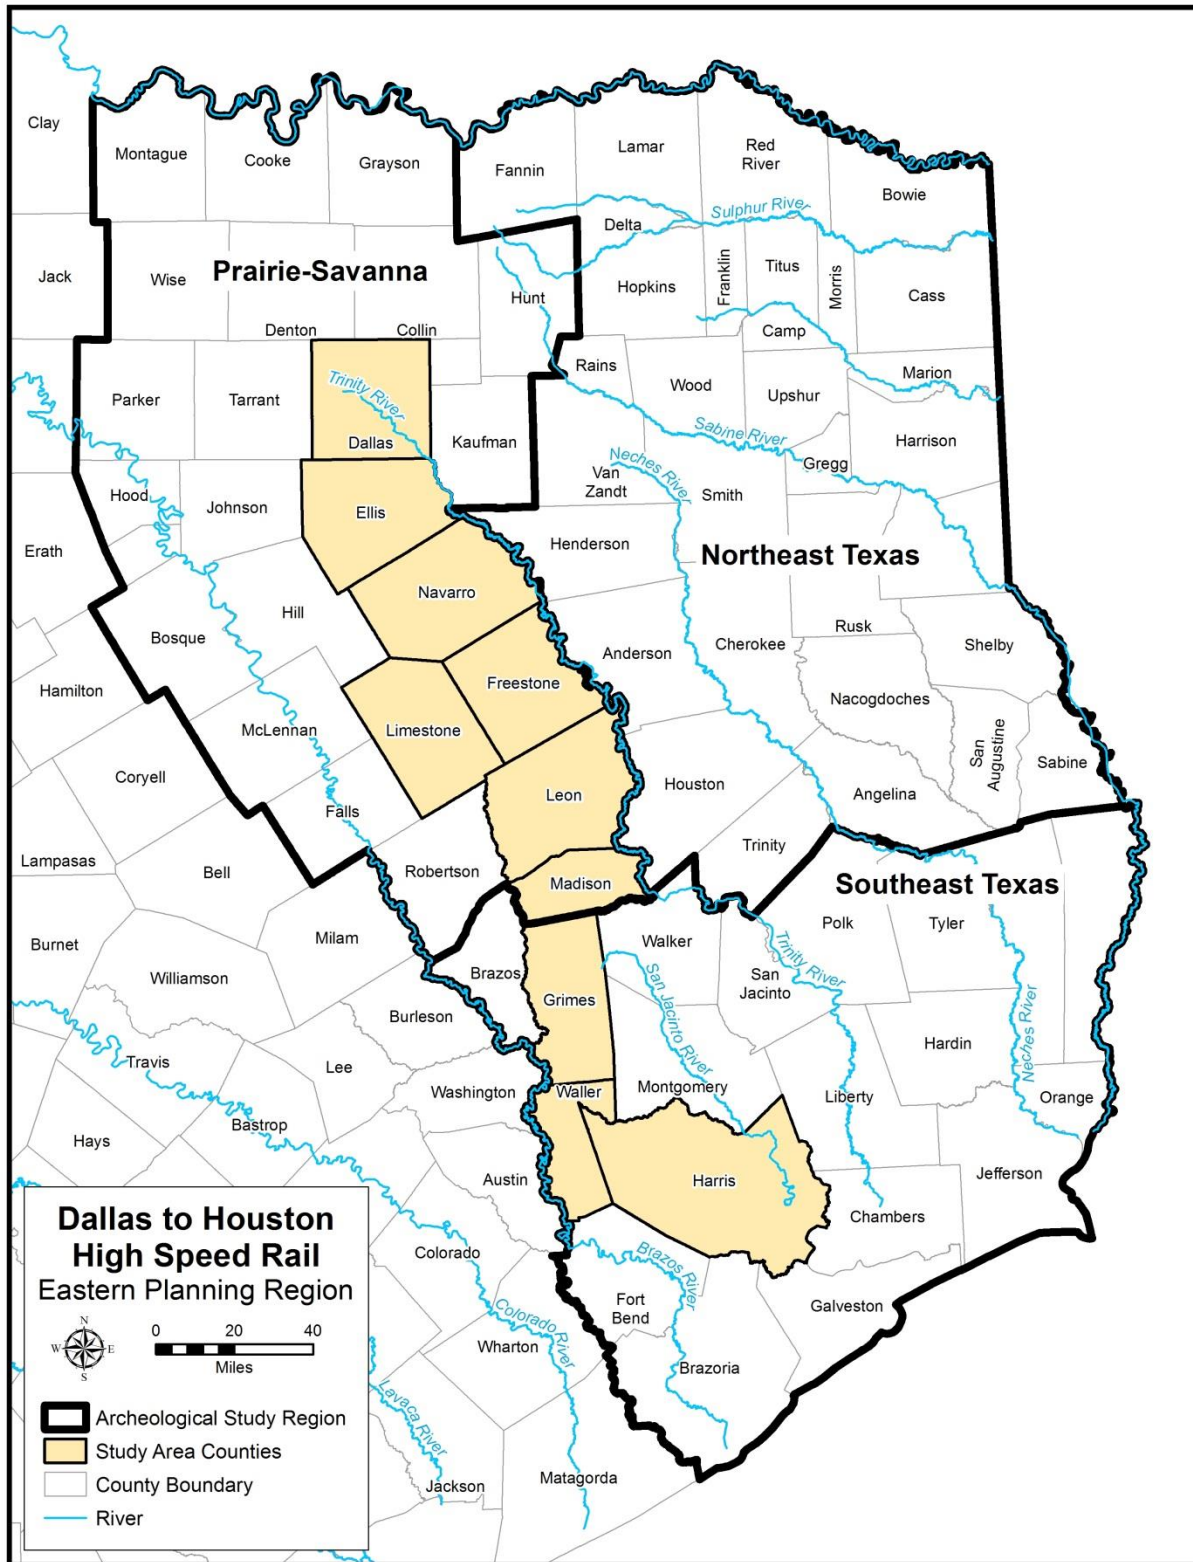 Clay
Montague
Cooke
Grayson
Fannin
Lamar
Red
River
Bowie
Sulphur River
Delta
Jack
Wise
Prairie-Savanna
Hunt
Hopkins
Franklin
Titus
Morris
Cass
Denton
Collin
Camp
Rains
Wood
Marion
Parker
Tarrant
Trinity River
Upshur
Dallas
Kaufman
Sabine River
Harrison
Gregg
Neches River
Van
Zandt
Smith
Hood
Johnson
Ellis
Erath
Henderson
Northeast Texas
Navarro
Hill
Bosque
Rusk
Shelby
Anderson
Cherokee
Hamilton
Freestone
Nacogdoches
McLennan
Limestone
San
Augustine
Sabine
Coryell
Houston
Leon
Angelina
Falls
Lampasas
Bell
Robertson
Trinity
Madison
Southeast Texas
Burnet
Milam
Walker
Polk
Tyler
Williamson
Brazos
San
Jacinto
Trinity River
Grimes
San Jacinto River
Neches River
Burleson
Hardin
Travis
Lee
Washington
Waller
Montgomery
Liberty
Orange
Bastrop
Hays
Austin
Harris
Jefferson
Chambers
Colorado
Brazos River
Fort
Bend
Galveston
Colorado River
Wharton
Brazoria
Lavaca River
Jackson
Matagorda
Dallas to Houston
High Speed Rail
Eastern Planning Region
N
W E
S
0 20 40
Miles
Archeological Study Region
Study Area Counties
County Boundary
River